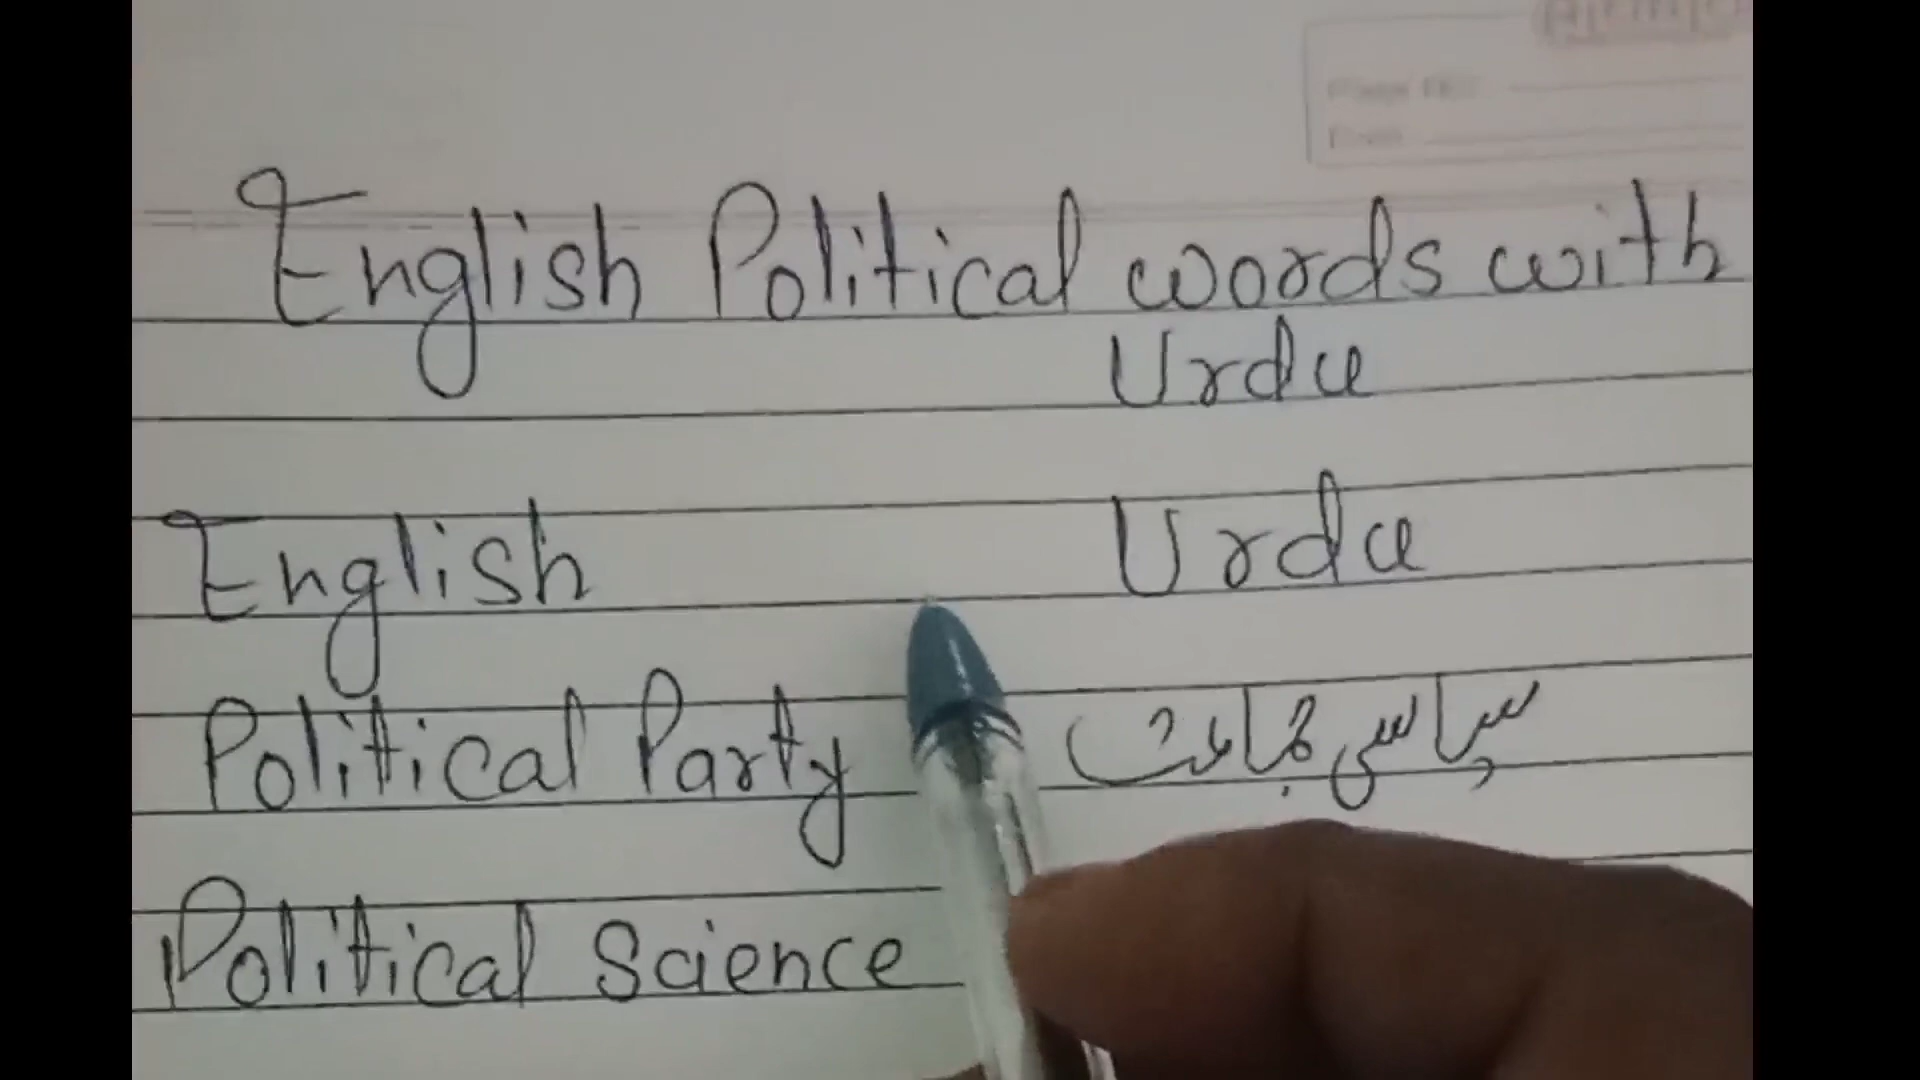 English Political words with
Urdu
English Urdu
Political Party سیاسی جماعت
Political Science